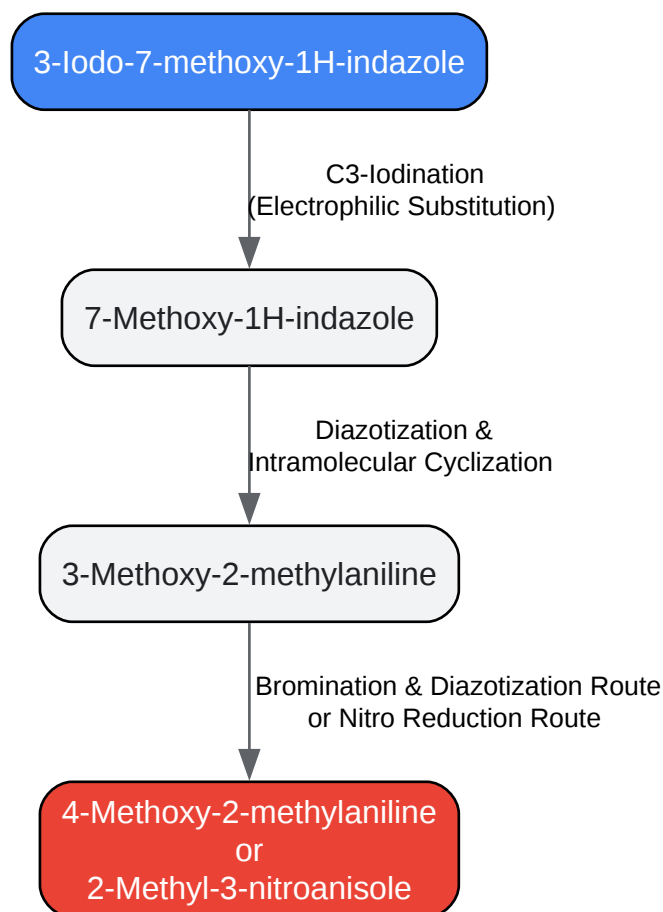 3-Iodo-7-methoxy-1H-indazole
C3-Iodination
(Electrophilic Substitution)
7-Methoxy-1H-indazole
Diazotization &
Intramolecular Cyclization
3-Methoxy-2-methylaniline
Bromination & Diazotization Route
or Nitro Reduction Route
4-Methoxy-2-methylaniline
or
2-Methyl-3-nitroanisole